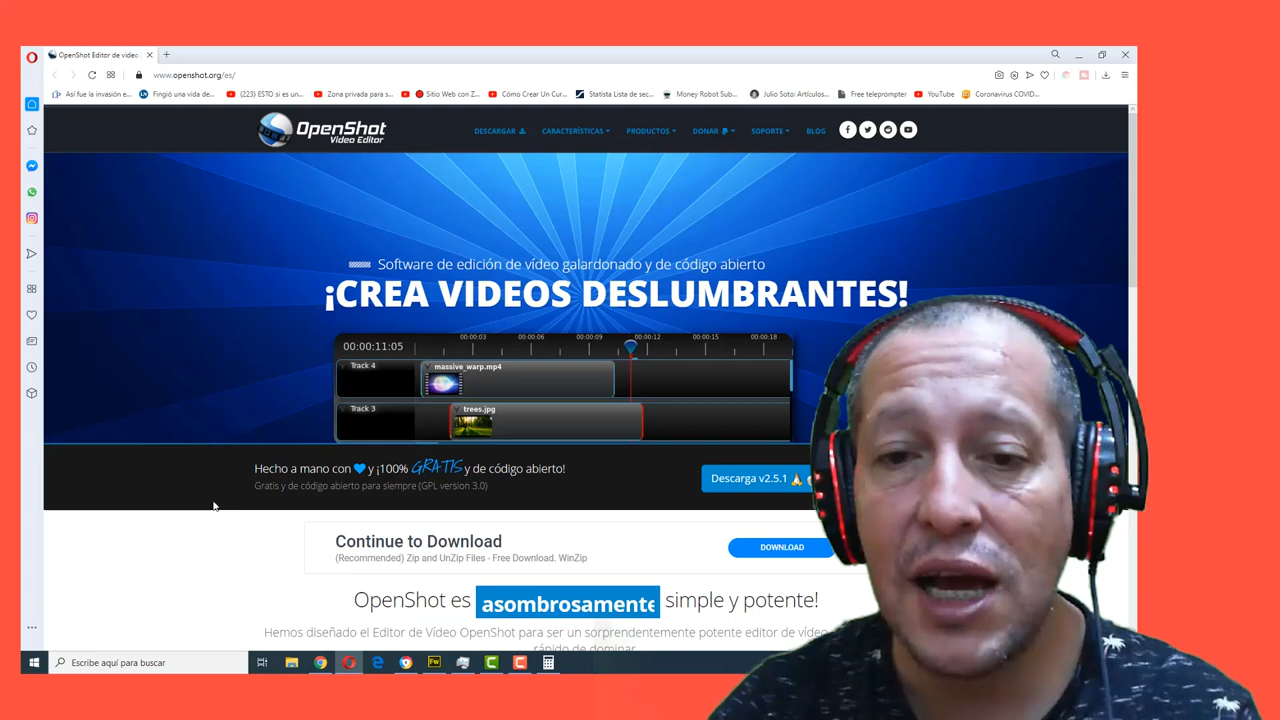 OpenShot Editor de video
www.openshot.org/es/
Así fue la invasión e...
Fingió una vida de...
(223) ESTO si es un...
Zona privada para s...
Sitio Web con Z...
Cómo Crear Un Cur...
Statista Lista de sec...
Money Robot Sub...
Julio Soto: Artículos...
Free teleprompter
YouTube
Coronavirus COVID...
OpenShot
Video Editor
DESCARGAR
CARACTERÍSTICAS
PRODUCTOS
DONAR
SOPORTE
BLOG
Software de edición de vídeo galardonado y de código abierto
¡CREA VIDEOS DESLUMBRANTES!
00:00:11:05
00:00:03
00:00:06
00:00:09
00:00:12
00:00:15
00:00:18
Track 4
massive_warp.mp4
Track 3
trees.jpg
Hecho a mano con y ¡100% GRATIS y de código abierto!
Gratis y de código abierto para siempre (GPL version 3.0)
Descarga v2.5.1
Continue to Download
(Recommended) Zip and UnZip Files - Free Download. WinZip
DOWNLOAD
OpenShot es asombrosamente simple y potente!
Hemos diseñado el Editor de Vídeo OpenShot para ser un sorprendentemente potente editor de vídeo
rápido de dominar
Escribe aquí para buscar
Fw